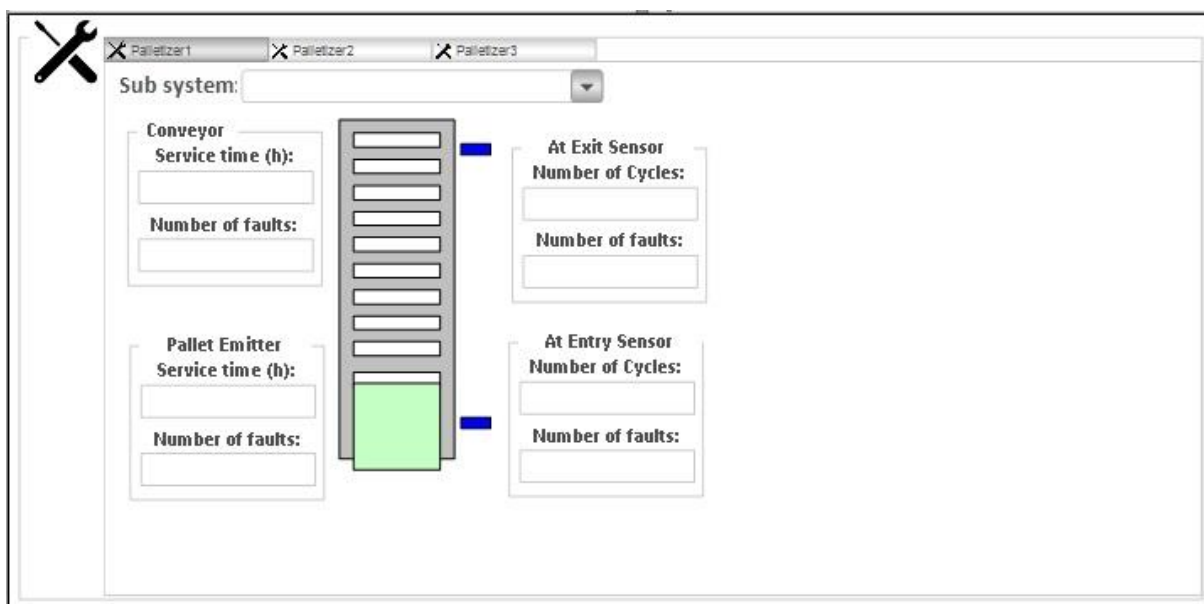 Palletizer1
Palletizer2
Palletizer3
Sub system:
Conveyor
Service time (h):
Number of faults:
At Exit Sensor
Number of Cycles:
Number of faults:
Pallet Emitter
Service time (h):
Number of faults:
At Entry Sensor
Number of Cycles:
Number of faults: